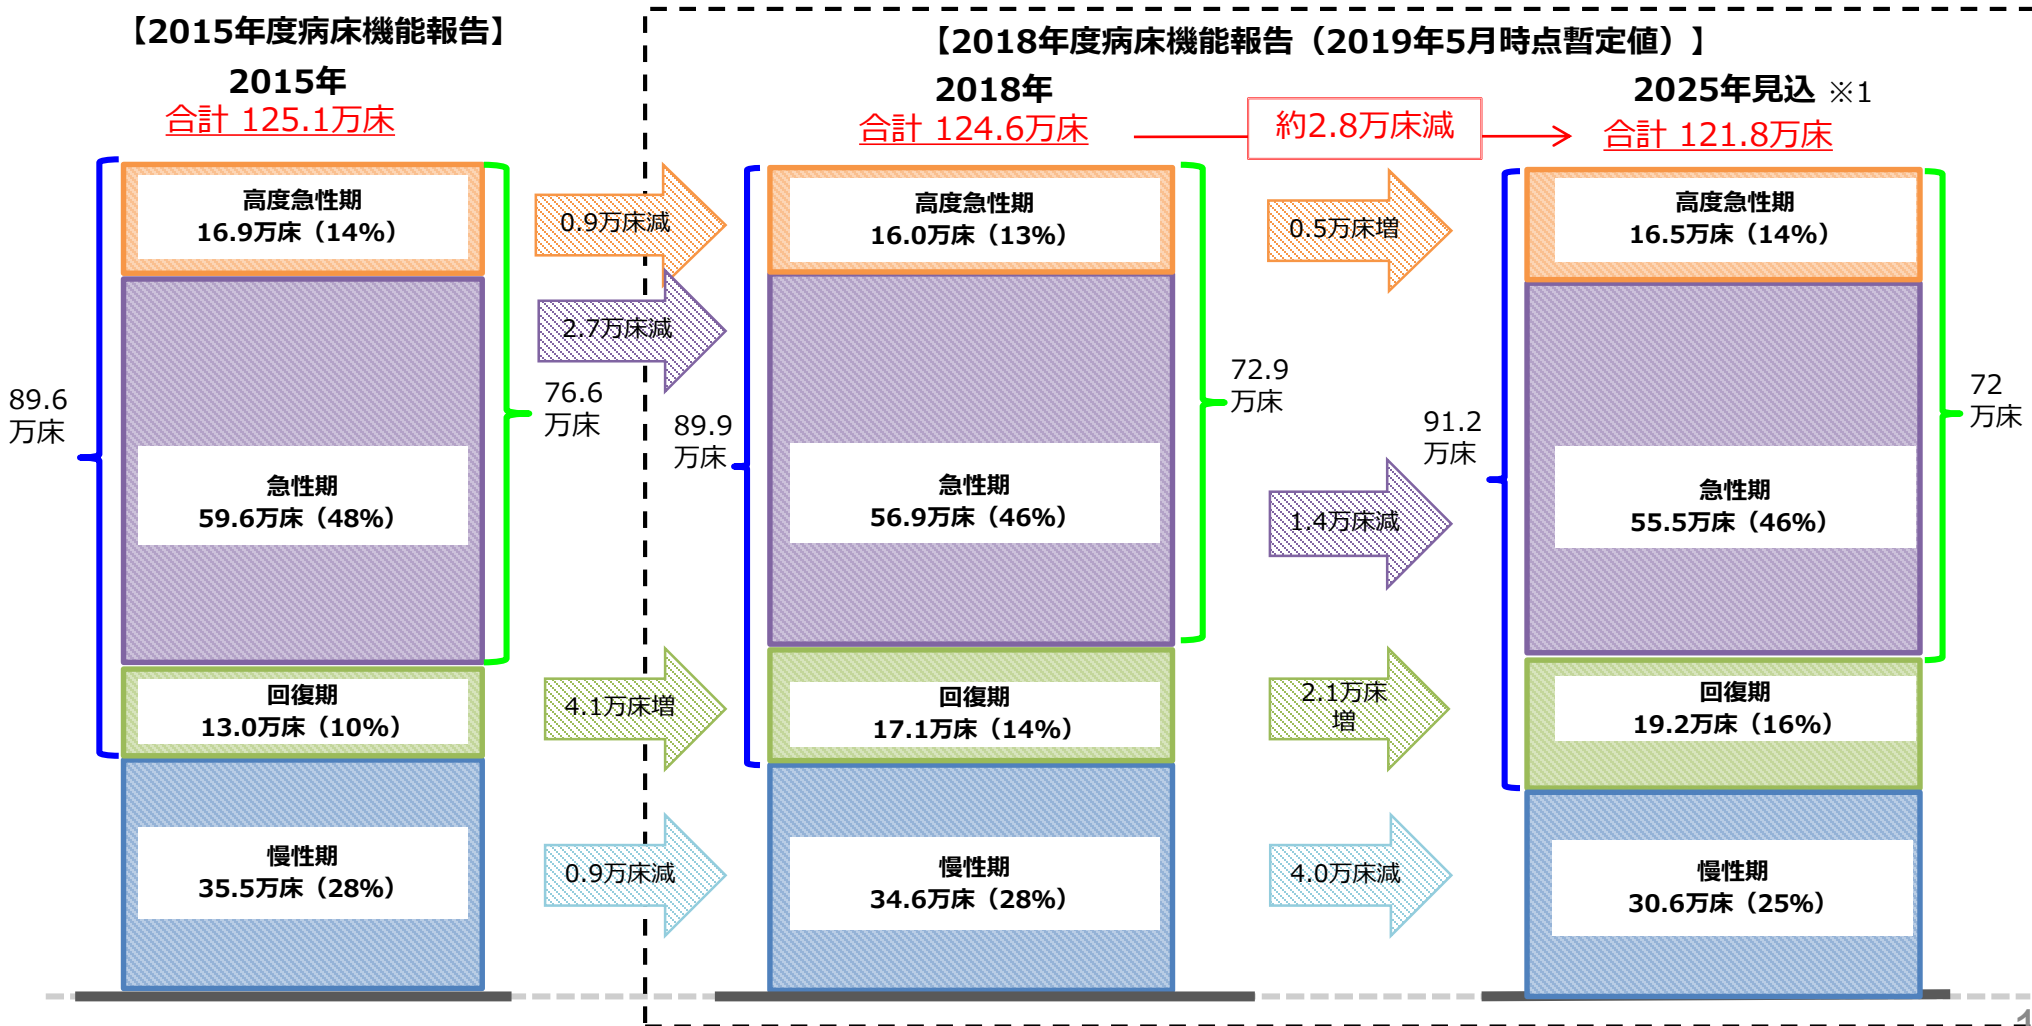 【2015年度病床機能報告】
2015年
合計 125.1万床
【2018年度病床機能報告（2019年5月時点暫定値）】
2018年
合計 124.6万床
約2.8万床減
2025年見込 ※1
合計 121.8万床
高度急性期
16.9万床（14%）
0.9万床減
高度急性期
16.0万床（13%）
0.5万床増
高度急性期
16.5万床（14%）
2.7万床減
89.6
万床
76.6
万床
89.9
万床
72.9
万床
91.2
万床
72
万床
急性期
59.6万床（48%）
急性期
56.9万床（46%）
1.4万床減
急性期
55.5万床（46%）
回復期
13.0万床（10%）
4.1万床増
回復期
17.1万床（14%）
2.1万床
増
回復期
19.2万床（16%）
慢性期
35.5万床（28%）
0.9万床減
慢性期
34.6万床（28%）
4.0万床減
慢性期
30.6万床（25%）